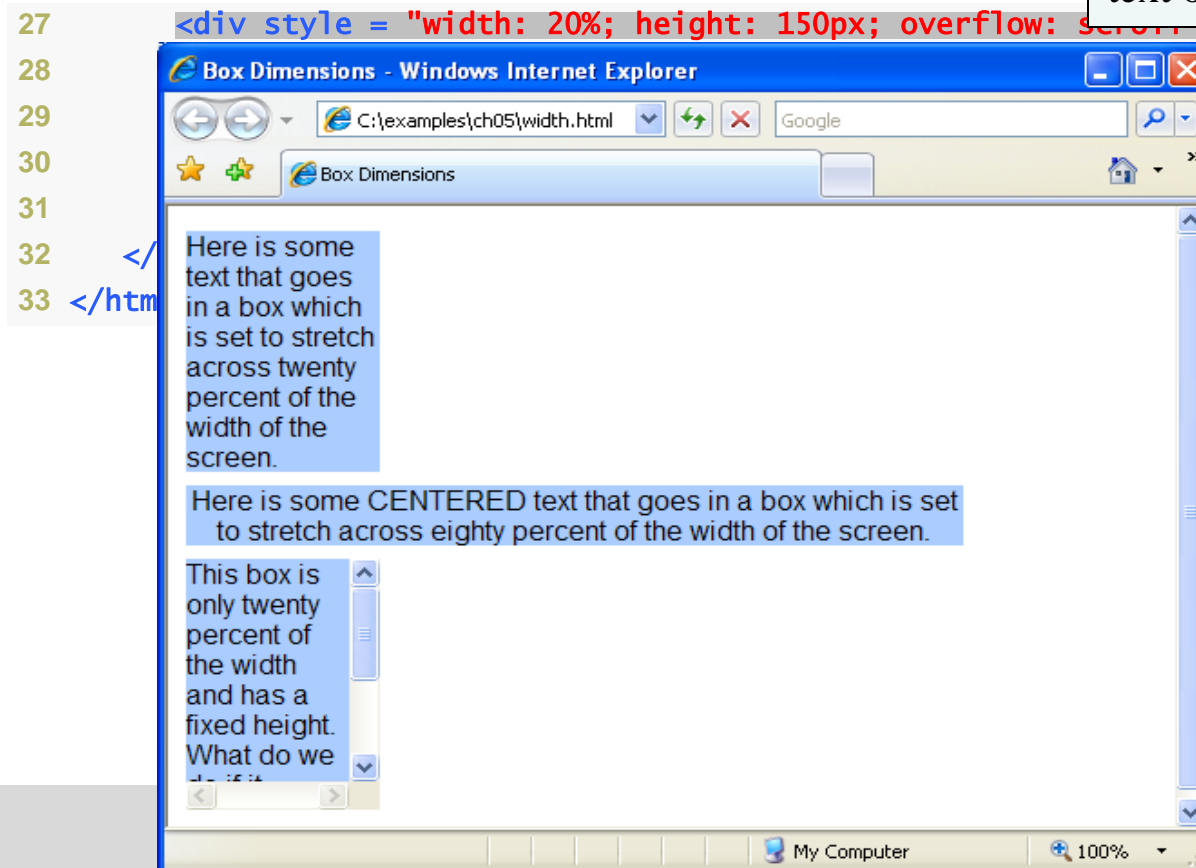 27 <div style = "width: 20%; height: 150px; overflow: scroll
28
29
30
31
32 </
33 </htm
Box Dimensions - Windows Internet Explorer
C:\examples\ch05\width.html
Google
Box Dimensions
Here is some
text that goes
in a box which
is set to stretch
across twenty
percent of the
width of the
screen.
Here is some CENTERED text that goes in a box which is set
to stretch across eighty percent of the width of the screen.
This box is
only twenty
percent of
the width
and has a
fixed height.
What do we
do if it
My Computer
100%